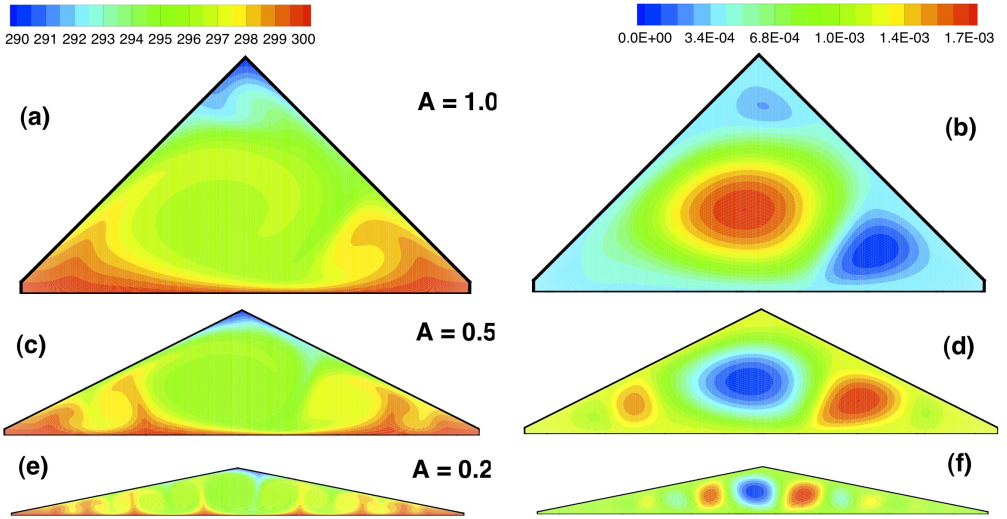 290 291 292 293 294 295 296 297 298 299 300
0.0E+00 3.4E-04 6.8E-04 1.0E-03 1.4E-03 1.7E-03
(a)
A = 1.0
(b)
(c)
A = 0.5
(d)
(e)
A = 0.2
(f)